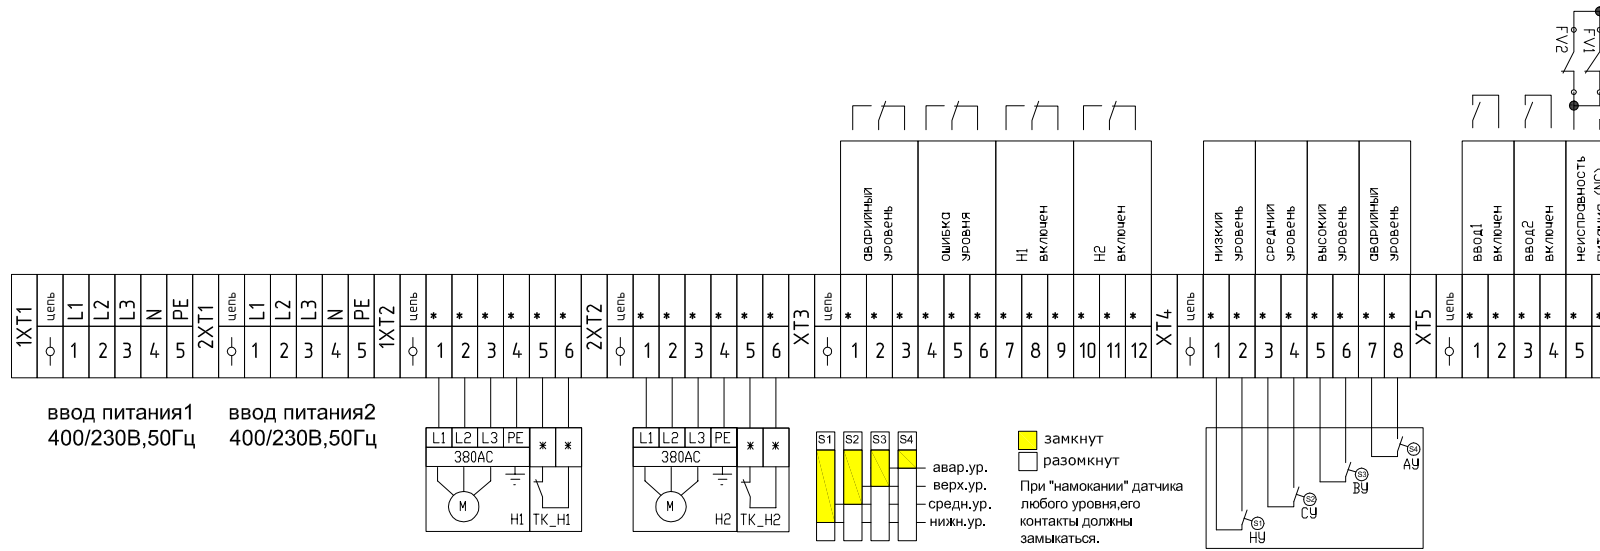 FV2
FV1
аварийный
уровень
ошибка
уровня
Н1
включен
Н2
включен
низкий
уровень
средний
уровень
высокий
уровень
аварийный
уровень
ввод1
включен
ввод2
включен
неисправность
1XT1 цепь L1 L2 L3 N PE 2XT1 цепь L1 L2 L3 N PE 1XT2 цепь * * * * * * 2XT2 цепь * * * * * * XT3 цепь * * * * * * * * * * * * XT4 цепь * * * * * * * * XT5 цепь * * * * *
1 2 3 4 5 1 2 3 4 5 1 2 3 4 5 6 1 2 3 4 5 6 1 2 3 4 5 6 7 8 9 10 11 12 1 2 3 4 5 6 7 8 1 2 3 4 5
ввод питания1
400/230В,50Гц
ввод питания2
400/230В,50Гц
L1 L2 L3 PE * *
380AC
М
Н1
ТК_Н1
L1 L2 L3 PE * *
380AC
М
Н2
ТК_Н2
S1 S2 S3 S4
авар.ур.
верх.ур.
средн.ур.
нижн.ур.
замкнут
разомкнут
При "намокании" датчика
любого уровня,его
контакты должны
замыкаться.
S4
АУ
S3
ВУ
S2
СУ
S1
НУ